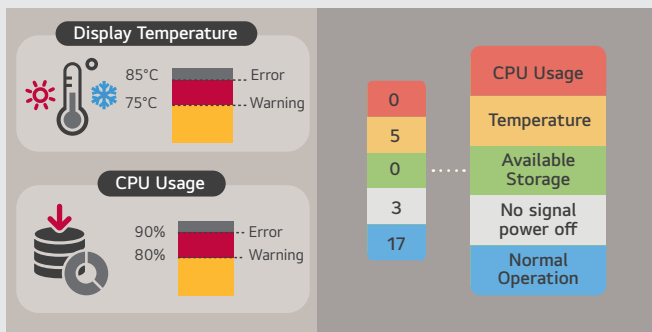 Display Temperature
85°C
Error
75°C
Warning
CPU Usage
90%
Error
80%
Warning
0
5
0
3
17
CPU Usage
Temperature
Available
Storage
No signal
power off
Normal
Operation